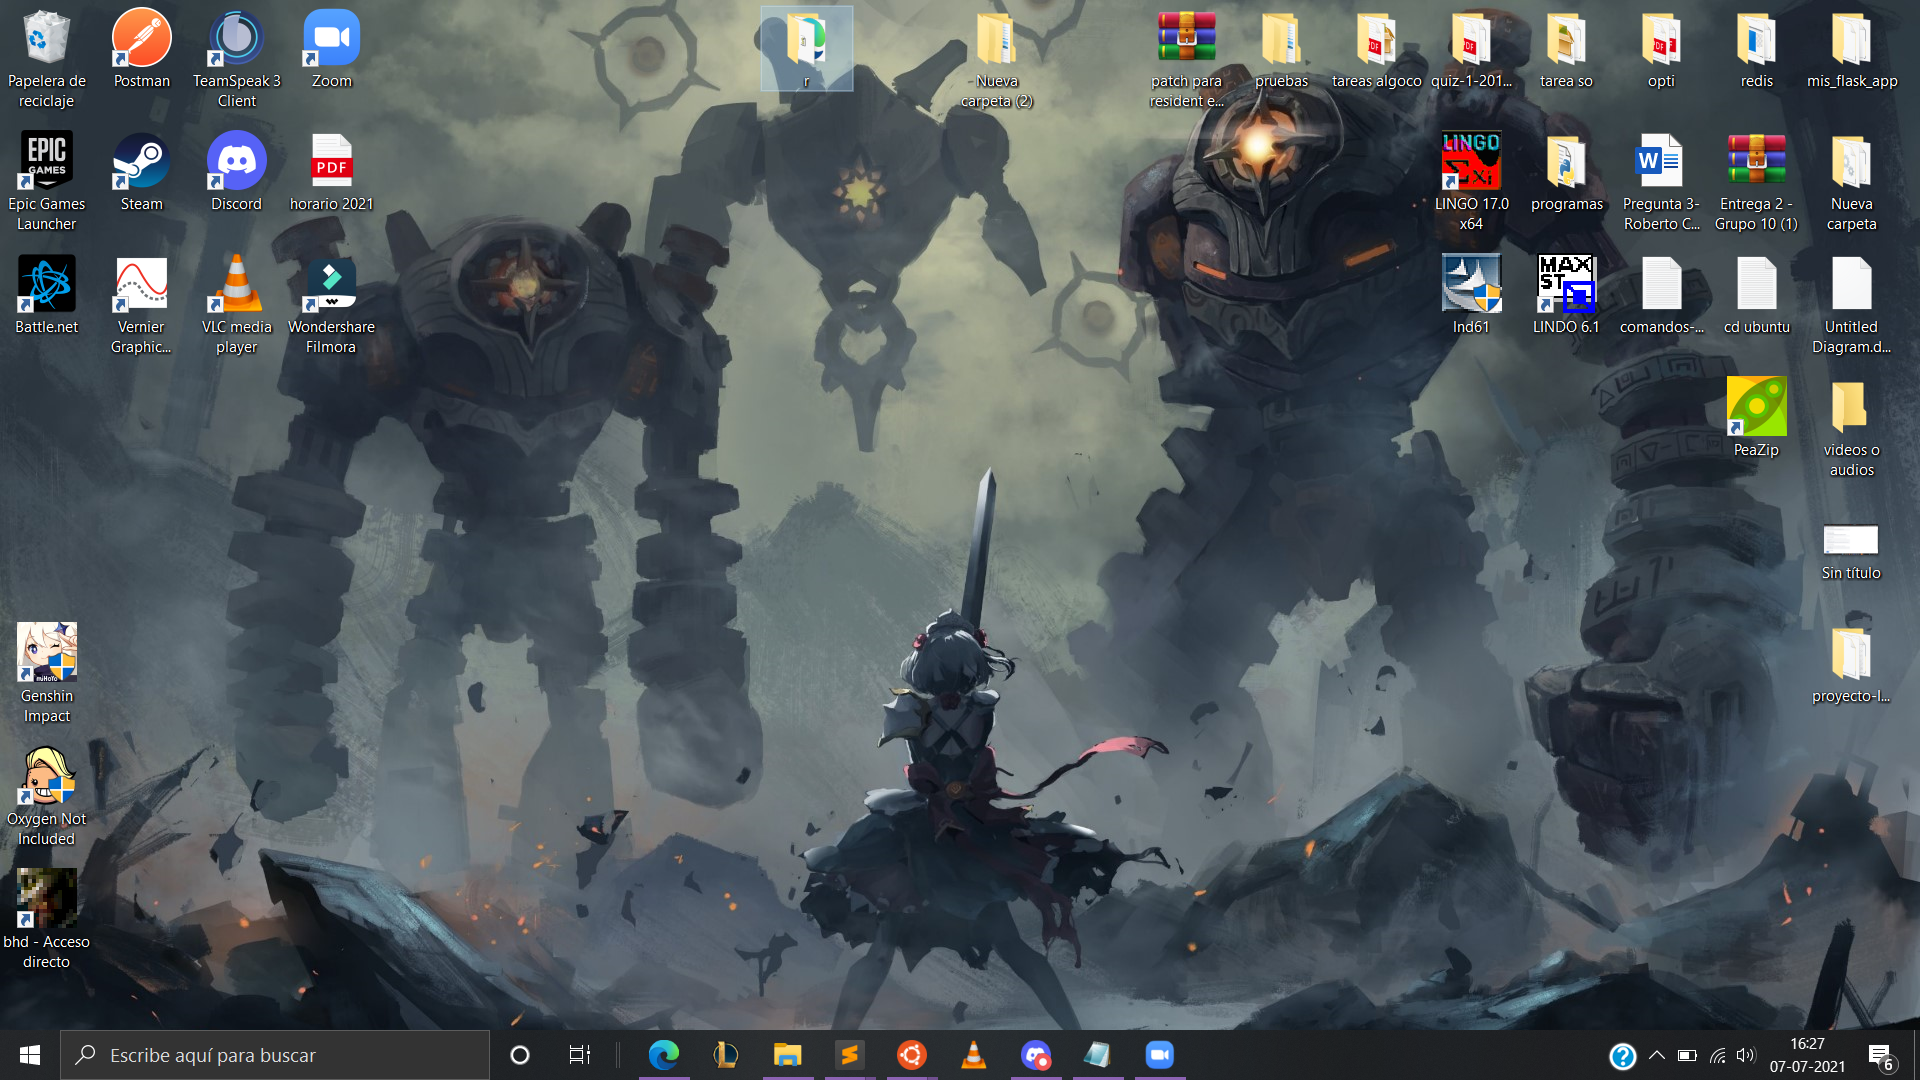 Papelera de
reciclaje
Postman
TeamSpeak 3
Client
Zoom
r
Nueva
carpeta (2)
patch para
resident e...
pruebas
PDF
tareas algoco
PDF
quiz-1-201...
tarea so
PDF
opti
redis
mis_flask_app
EPIC
GAMES
Epic Games
Launcher
Steam
Discord
PDF
horario 2021
LINGO
LINGO 17.0
x64
programas
W
Pregunta 3-
Roberto C...
Entrega 2 -
Grupo 10 (1)
Nueva
carpeta
Battle.net
Vernier
Graphic...
VLC media
player
Wondershare
Filmora
Ind61
MAX
ST
LINDO 6.1
comandos-...
cd ubuntu
Untitled
Diagram.d...
PeaZip
videos o
audios
Sin título
miHoYo
Genshin
Impact
proyecto-I...
Oxygen Not
Included
bhd - Acceso
directo
Escribe aquí para buscar
16:27
07-07-2021
6